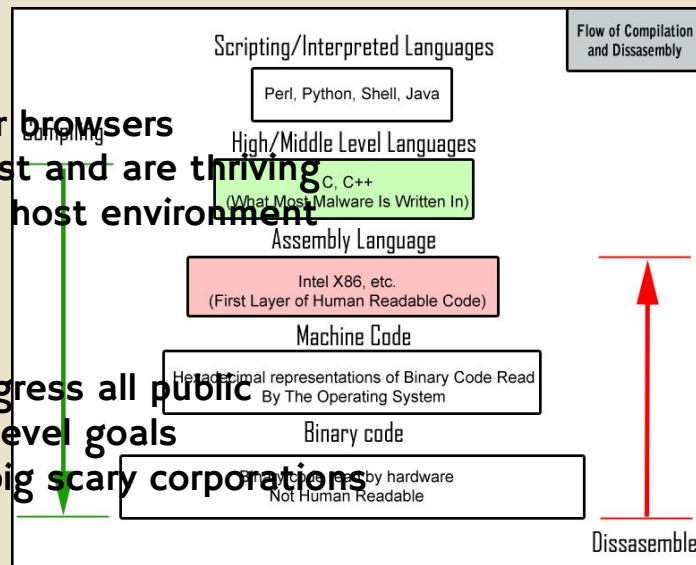 Flow of Compilation
and Dissasembly
Scripting/Interpreted Languages
Perl, Python, Shell, Java
r browsers
Compiling
High/Middle Level Languages
st and are thriving
C, C++
(What Most Malware Is Written In)
host environment
Assembly Language
Intel X86, etc.
(First Layer of Human Readable Code)
Machine Code
gress all public
Hexadecimal representations of Binary Code Read
By The Operating System
evel goals
Binary code
big scary corporations
Binary code read by hardware
Not Human Readable
Dissasemble